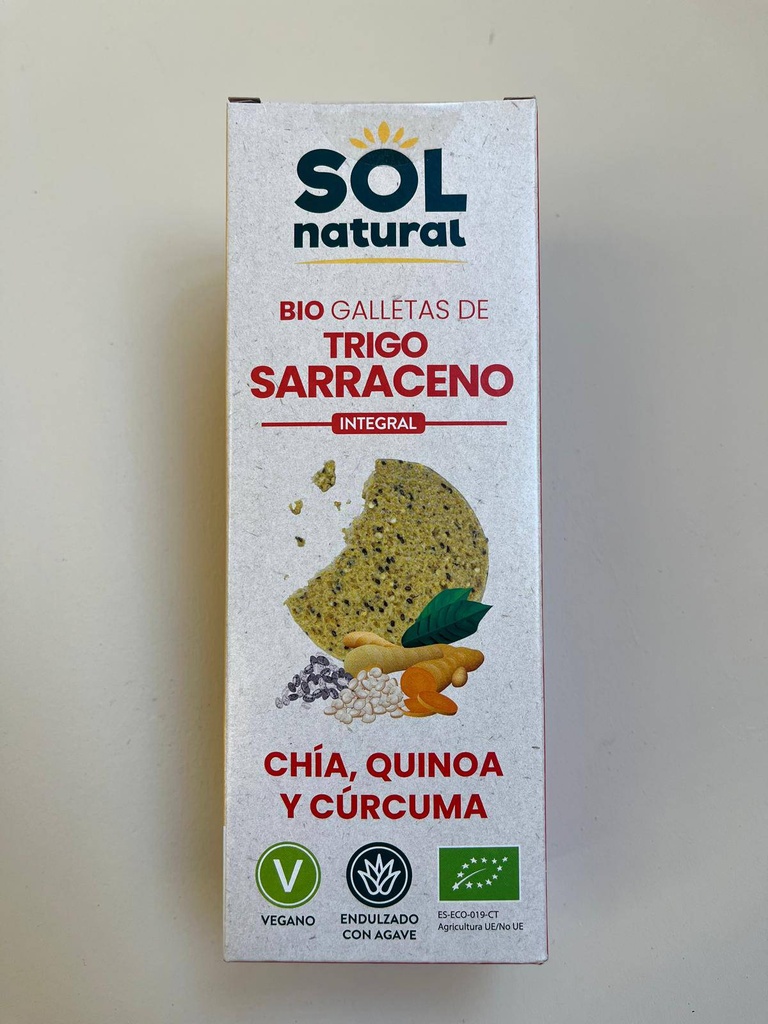 SOL
natural
BIO GALLETAS DE
TRIGO
SARRACENO
INTEGRAL
CHÍA, QUINOA
Y CÚRCUMA
V
VEGANO
ENDULZADO
CON AGAVE
ES-ECO-019-CT
Agricultura UE/No UE